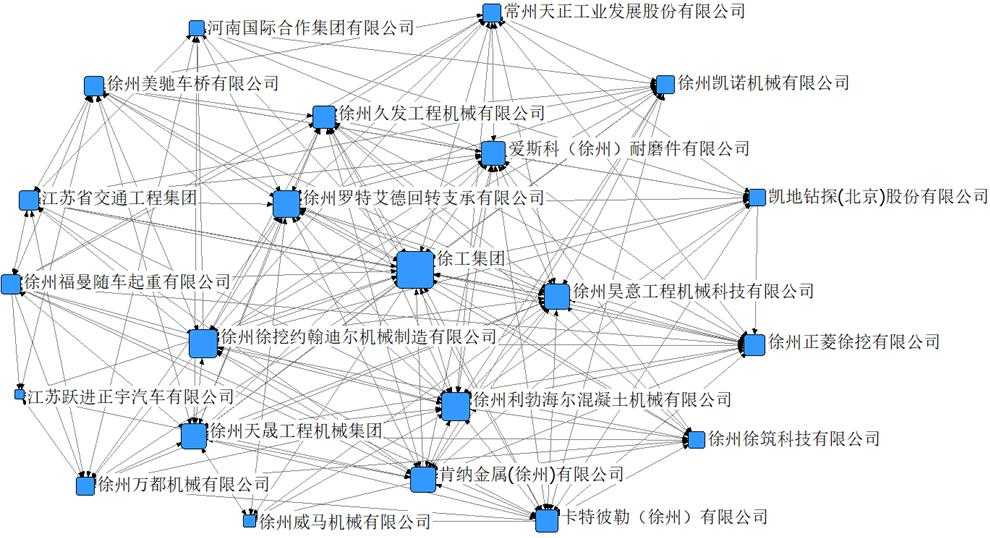 常州天正工业发展股份有限公司
河南国际合作集团有限公司
徐州美驰车桥有限公司
徐州凯诺机械有限公司
徐州久发工程机械有限公司
爱斯科（徐州）耐磨件有限公司
江苏省交通工程集团
徐州罗特艾德回转支承有限公司
凯地钻探(北京)股份有限公司
徐工集团
徐州福曼随车起重有限公司
徐州昊意工程机械科技有限公司
徐州徐挖约翰迪尔机械制造有限公司
徐州正菱徐挖有限公司
江苏跃进正宇汽车有限公司
徐州利勃海尔混凝土机械有限公司
徐州天晟工程机械集团
徐州徐筑科技有限公司
肯纳金属(徐州)有限公司
徐州万都机械有限公司
徐州威马机械有限公司
卡特彼勒（徐州）有限公司